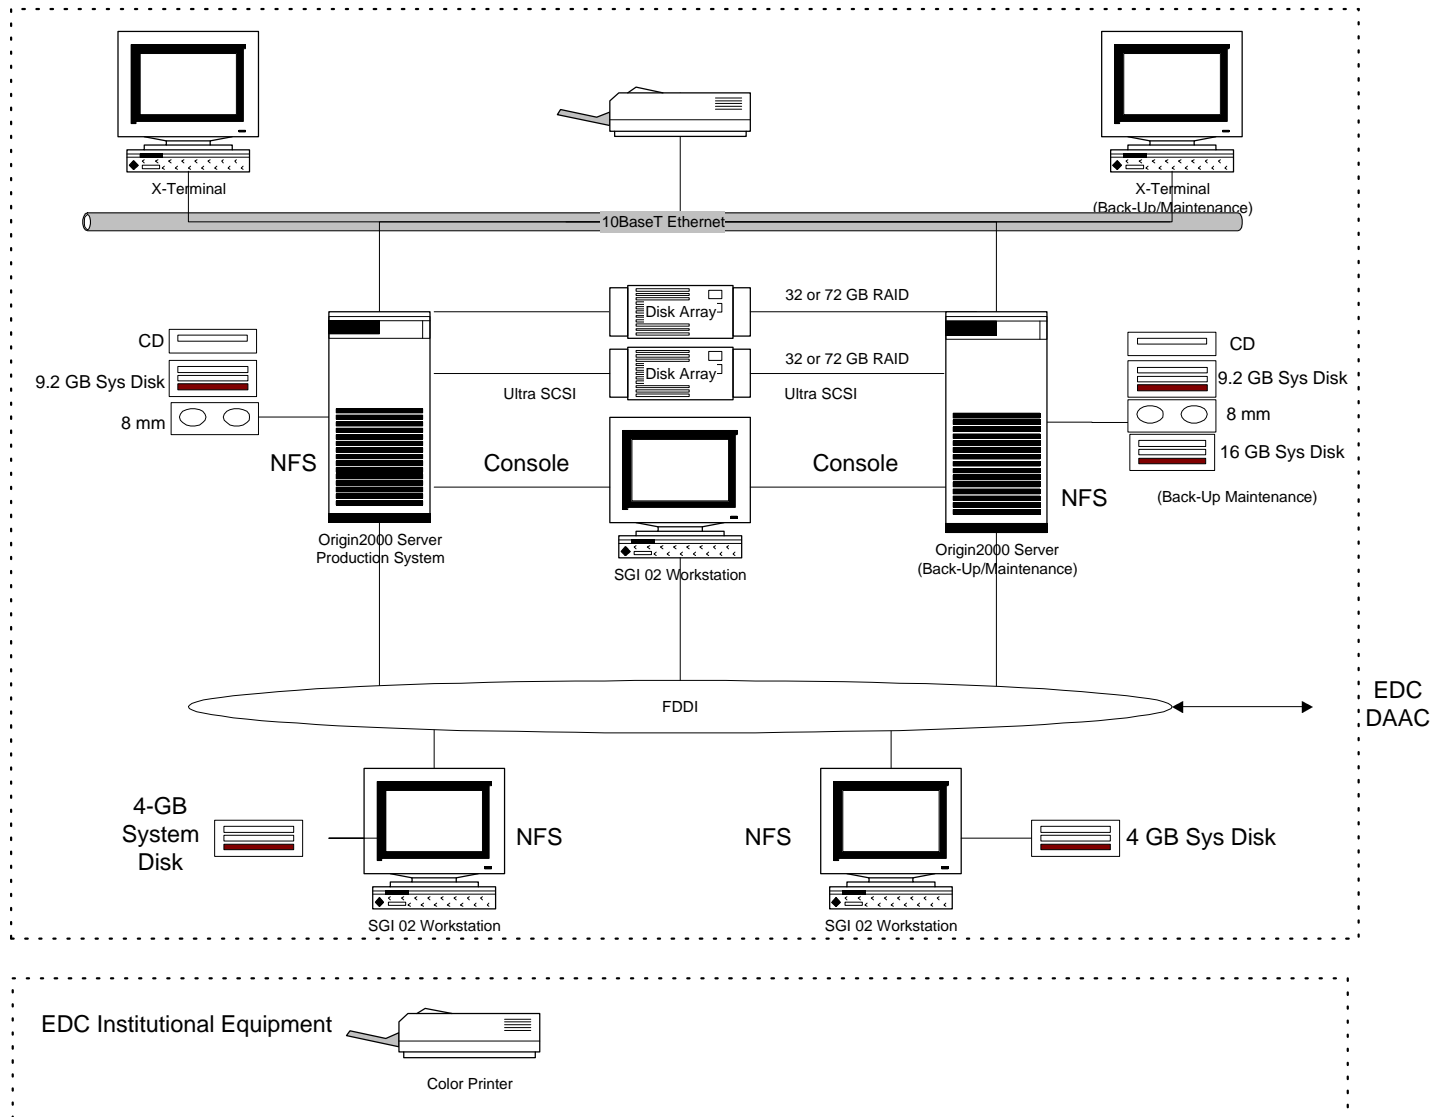 X-Terminal
X-Terminal
(Back-Up/Maintenance)
10BaseT Ethernet
32 or 72 GB RAID
Disk Array
CD
CD
32 or 72 GB RAID
Disk Array
9.2 GB Sys Disk
9.2 GB Sys Disk
Ultra SCSI
Ultra SCSI
8 mm
8 mm
NFS
Console
Console
16 GB Sys Disk
NFS
(Back-Up Maintenance)
Origin2000 Server
Production System
Origin2000 Server
(Back-Up/Maintenance)
SGI 02 Workstation
FDDI
EDC
DAAC
4-GB
System
Disk
NFS
NFS
4 GB Sys Disk
SGI 02 Workstation
SGI 02 Workstation
EDC Institutional Equipment
Color Printer